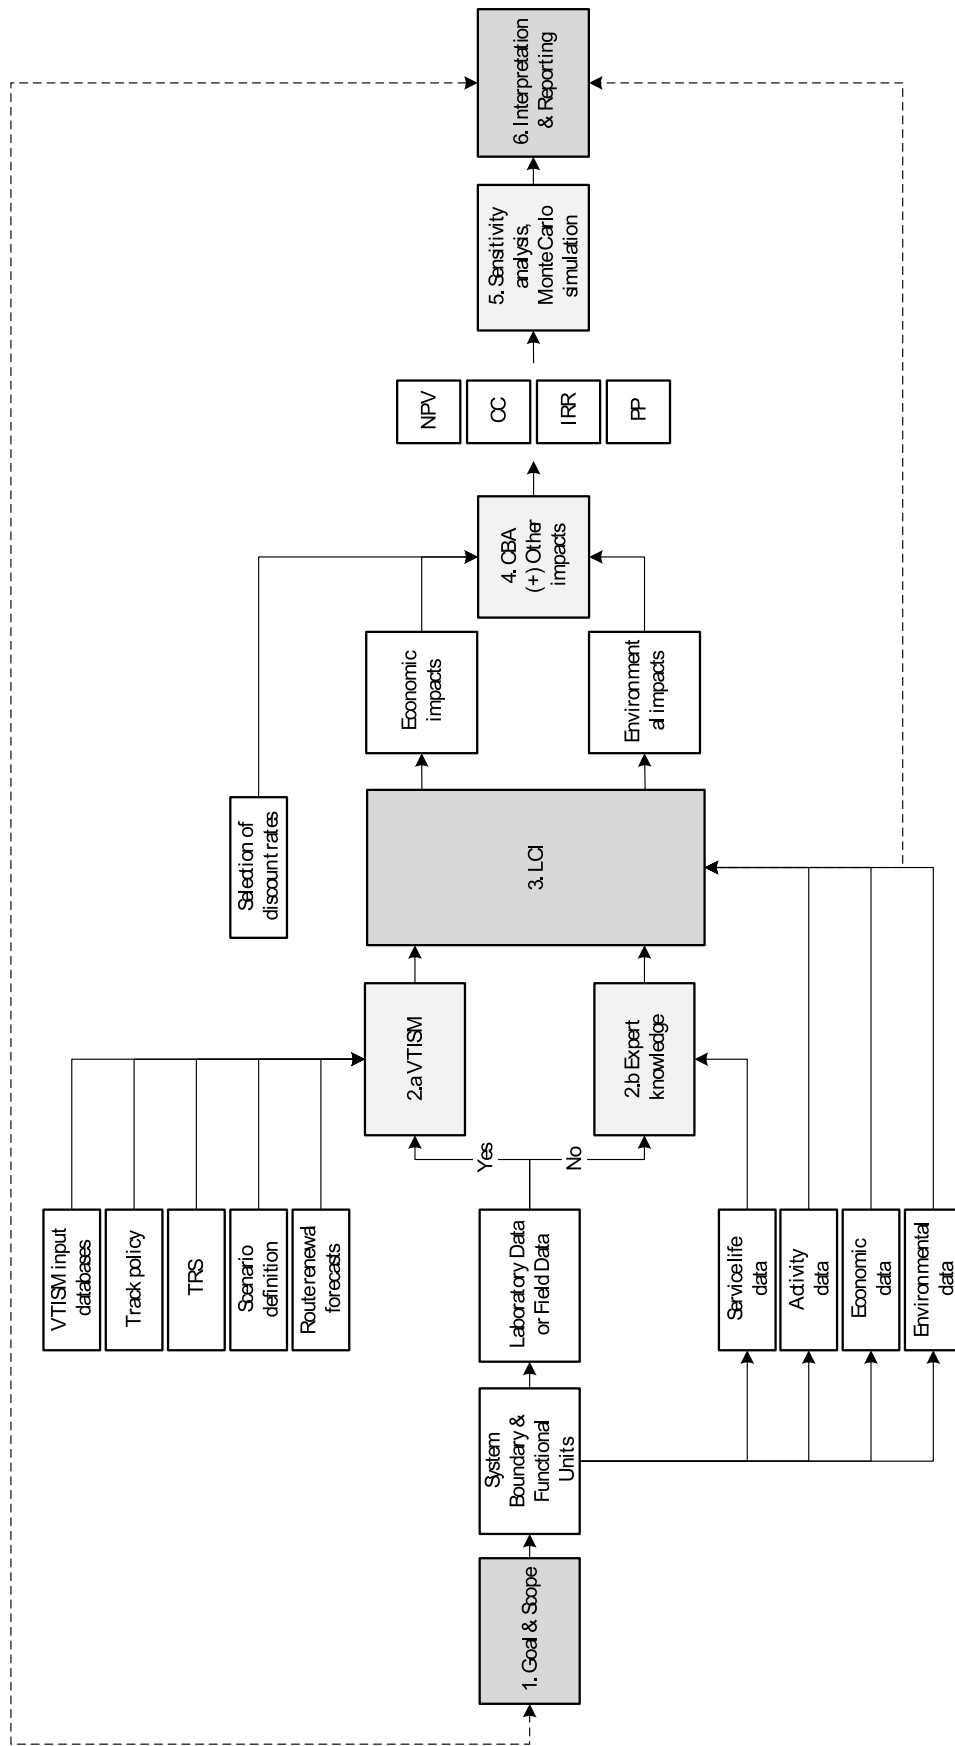 1. Goal & Scope
System
Boundary &
Functional
Units
Laboratory Data
or Field Data
VTISM input
databases
Track policy
TRS
Scenario
definition
Route renewal
forecasts
Service life
data
Activity
data
Economic
data
Environmental
data
Yes
No
2.a VTISM
2.b Expert
knowledge
3. LCI
Selection of
discount rates
Economic
impacts
Environment
al impacts
4. CBA
(+) Other
impacts
NPV
CC
IRR
PP
5. Sensitivity
analysis,
Monte Carlo
simulation
6. Interpretation
& Reporting